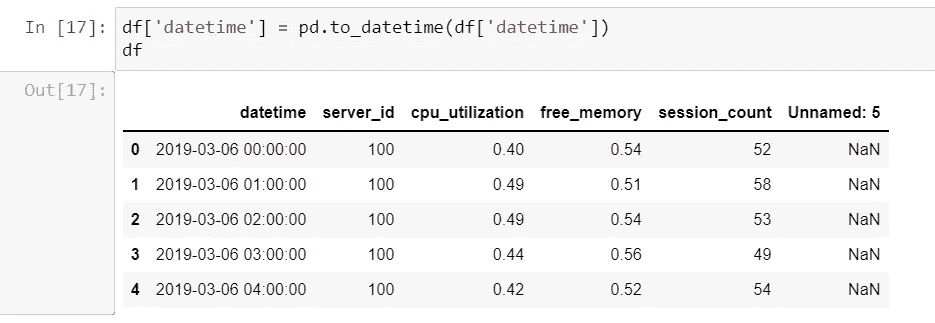 In [17]: df['datetime'] = pd.to_datetime(df['datetime'])
df
Out[17]:
datetime server_id cpu_utilization free_memory session_count Unnamed: 5
0 2019-03-06 00:00:00 100 0.40 0.54 52 NaN
1 2019-03-06 01:00:00 100 0.49 0.51 58 NaN
2 2019-03-06 02:00:00 100 0.49 0.54 53 NaN
3 2019-03-06 03:00:00 100 0.44 0.56 49 NaN
4 2019-03-06 04:00:00 100 0.42 0.52 54 NaN